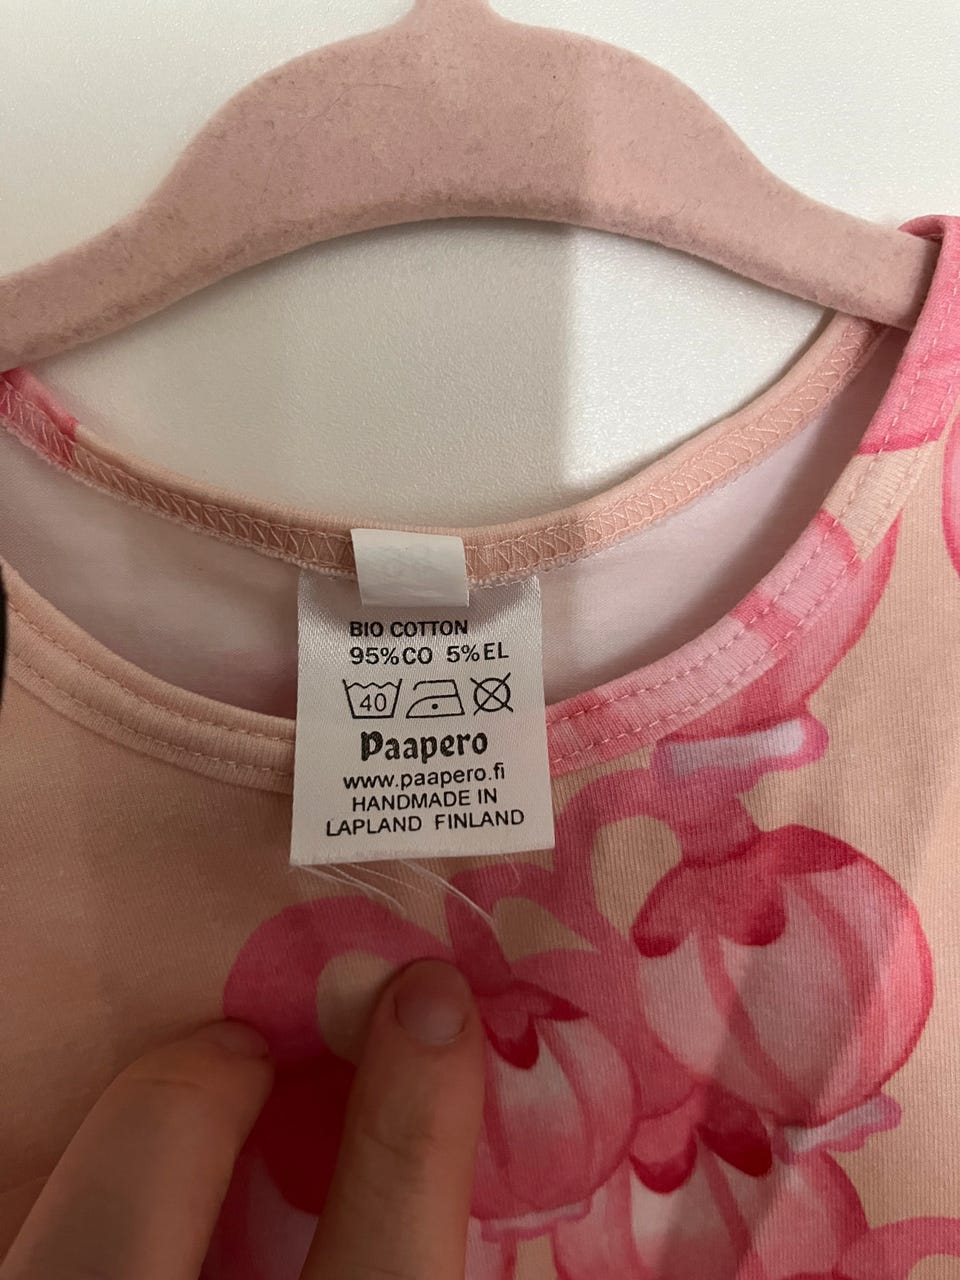 BIO COTTON
95%CO 5%EL
40
Paapero
www.paapero.fi
HANDMADE IN
LAPLAND FINLAND